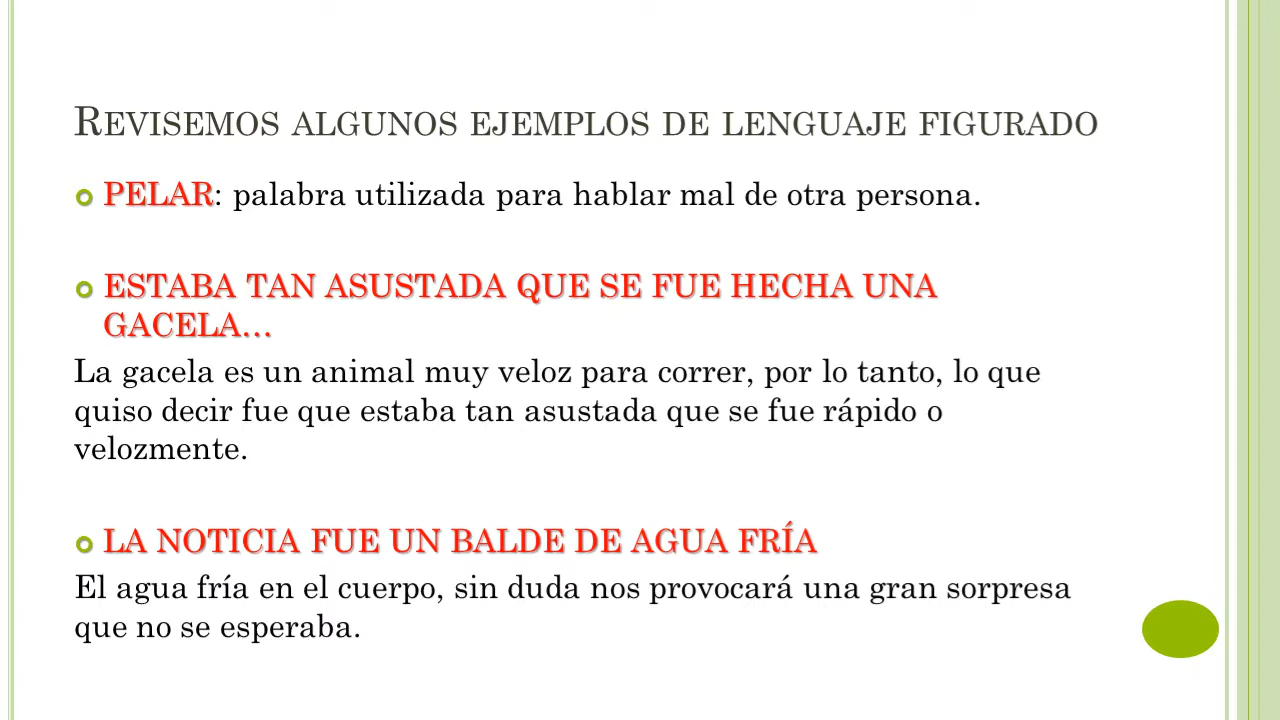 REVISEMOS ALGUNOS EJEMPLOS DE LENGUAJE FIGURADO
PELAR: palabra utilizada para hablar mal de otra persona.
ESTABA TAN ASUSTADA QUE SE FUE HECHA UNA
GACELA...
La gacela es un animal muy veloz para correr, por lo tanto, lo que
quiso decir fue que estaba tan asustada que se fue rápido o
velozmente.
LA NOTICIA FUE UN BALDE DE AGUA FRÍA
El agua fría en el cuerpo, sin duda nos provocará una gran sorpresa
que no se esperaba.